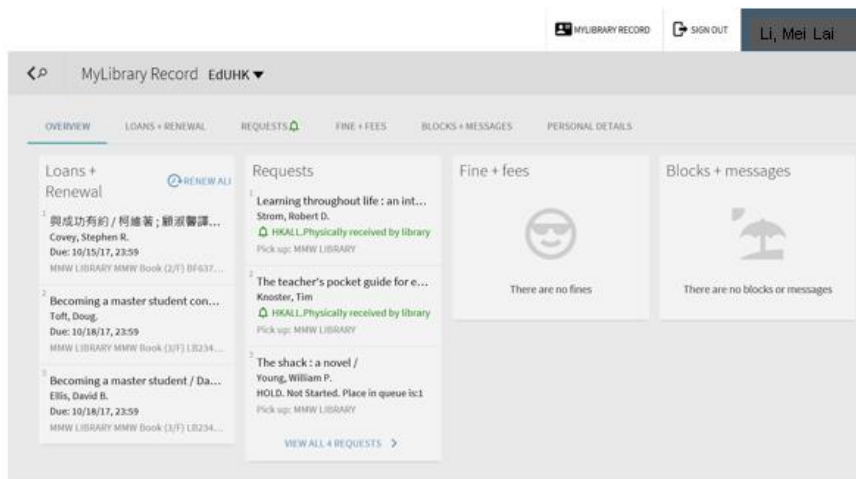 MYLIBRARY RECORD
SIGN OUT
Li, Mei Lai
MyLibrary Record EdUHK
OVERVIEW
LOANS + RENEWAL
REQUESTS
FINE + FEES
BLOCKS + MESSAGES
PERSONAL DETAILS
Loans +
Renewal
RENEW ALL
1
與成功有約 / 柯維著 ; 顧淑馨譯...
Covey, Stephen R.
Due: 10/15/17, 23:59
MMW LIBRARY MMW Book (2/F) BF637...
2
Becoming a master student con...
Toft, Doug.
Due: 10/18/17, 23:59
MMW LIBRARY MMW Book (3/F) LB234...
3
Becoming a master student / Da...
Ellis, David B.
Due: 10/18/17, 23:59
MMW LIBRARY MMW Book (3/F) LB234...
Requests
1
Learning throughout life : an int...
Strom, Robert D.
HKALL.Physically received by library
Pick up: MMW LIBRARY
2
The teacher's pocket guide for e...
Knoster, Tim
HKALL.Physically received by library
Pick up: MMW LIBRARY
3
The shack : a novel /
Young, William P.
HOLD. Not Started. Place in queue is:1
Pick up: MMW LIBRARY
VIEW ALL 4 REQUESTS
Fine + fees
There are no fines
Blocks + messages
There are no blocks or messages